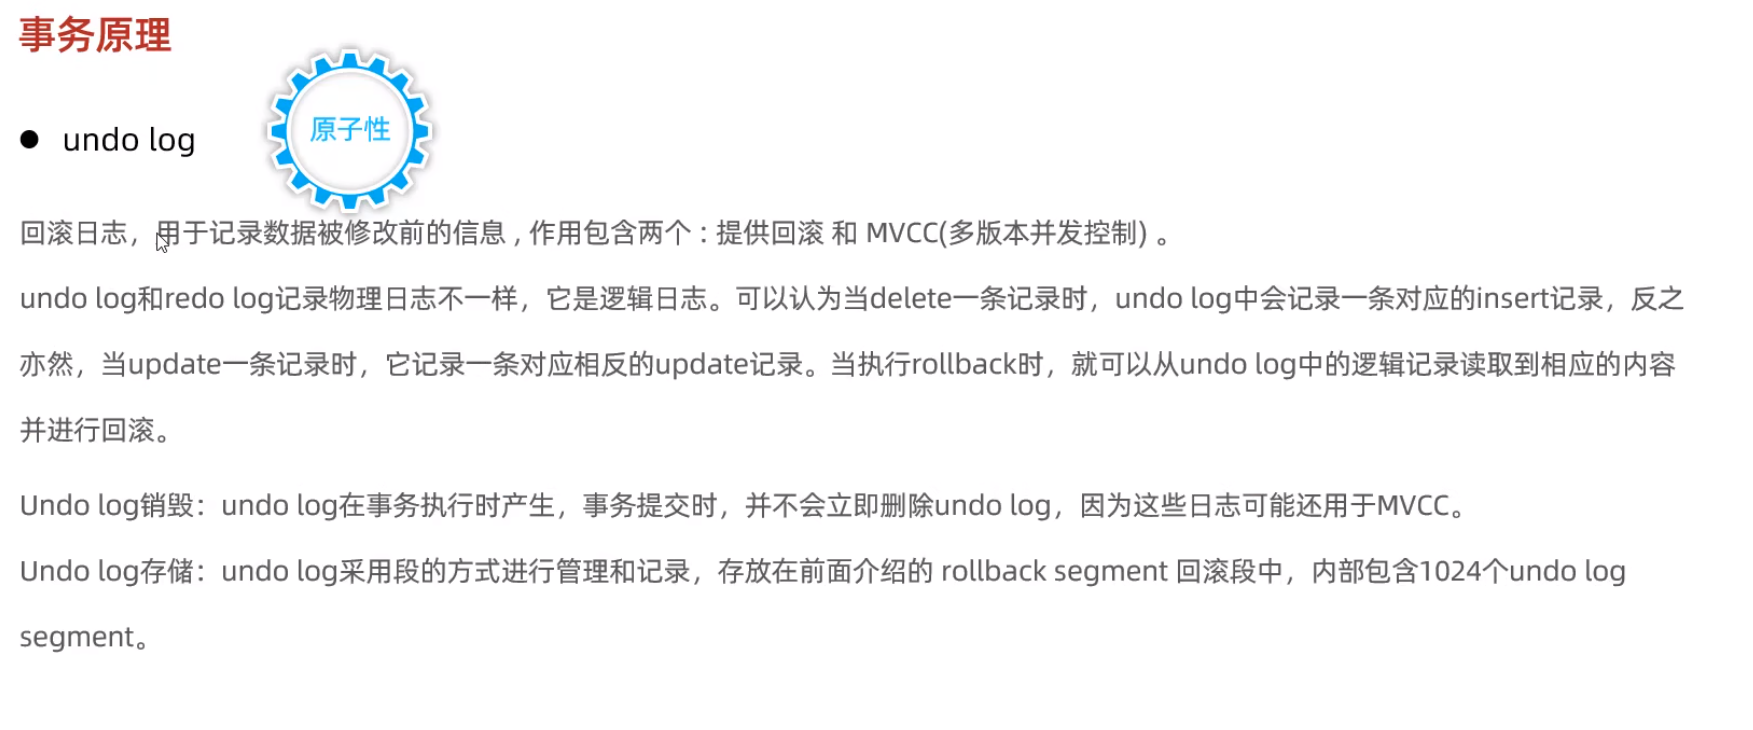 事务原理
undo log
原子性
回滚日志，用于记录数据被修改前的信息 , 作用包含两个 : 提供回滚 和 MVCC(多版本并发控制) 。
undo log和redo log记录物理日志不一样，它是逻辑日志。可以认为当delete一条记录时，undo log中会记录一条对应的insert记录，反之
亦然，当update一条记录时，它记录一条对应相反的update记录。当执行rollback时，就可以从undo log中的逻辑记录读取到相应的内容
并进行回滚。
Undo log销毁：undo log在事务执行时产生，事务提交时，并不会立即删除undo log，因为这些日志可能还用于MVCC。
Undo log存储：undo log采用段的方式进行管理和记录，存放在前面介绍的 rollback segment 回滚段中，内部包含1024个undo log
segment。